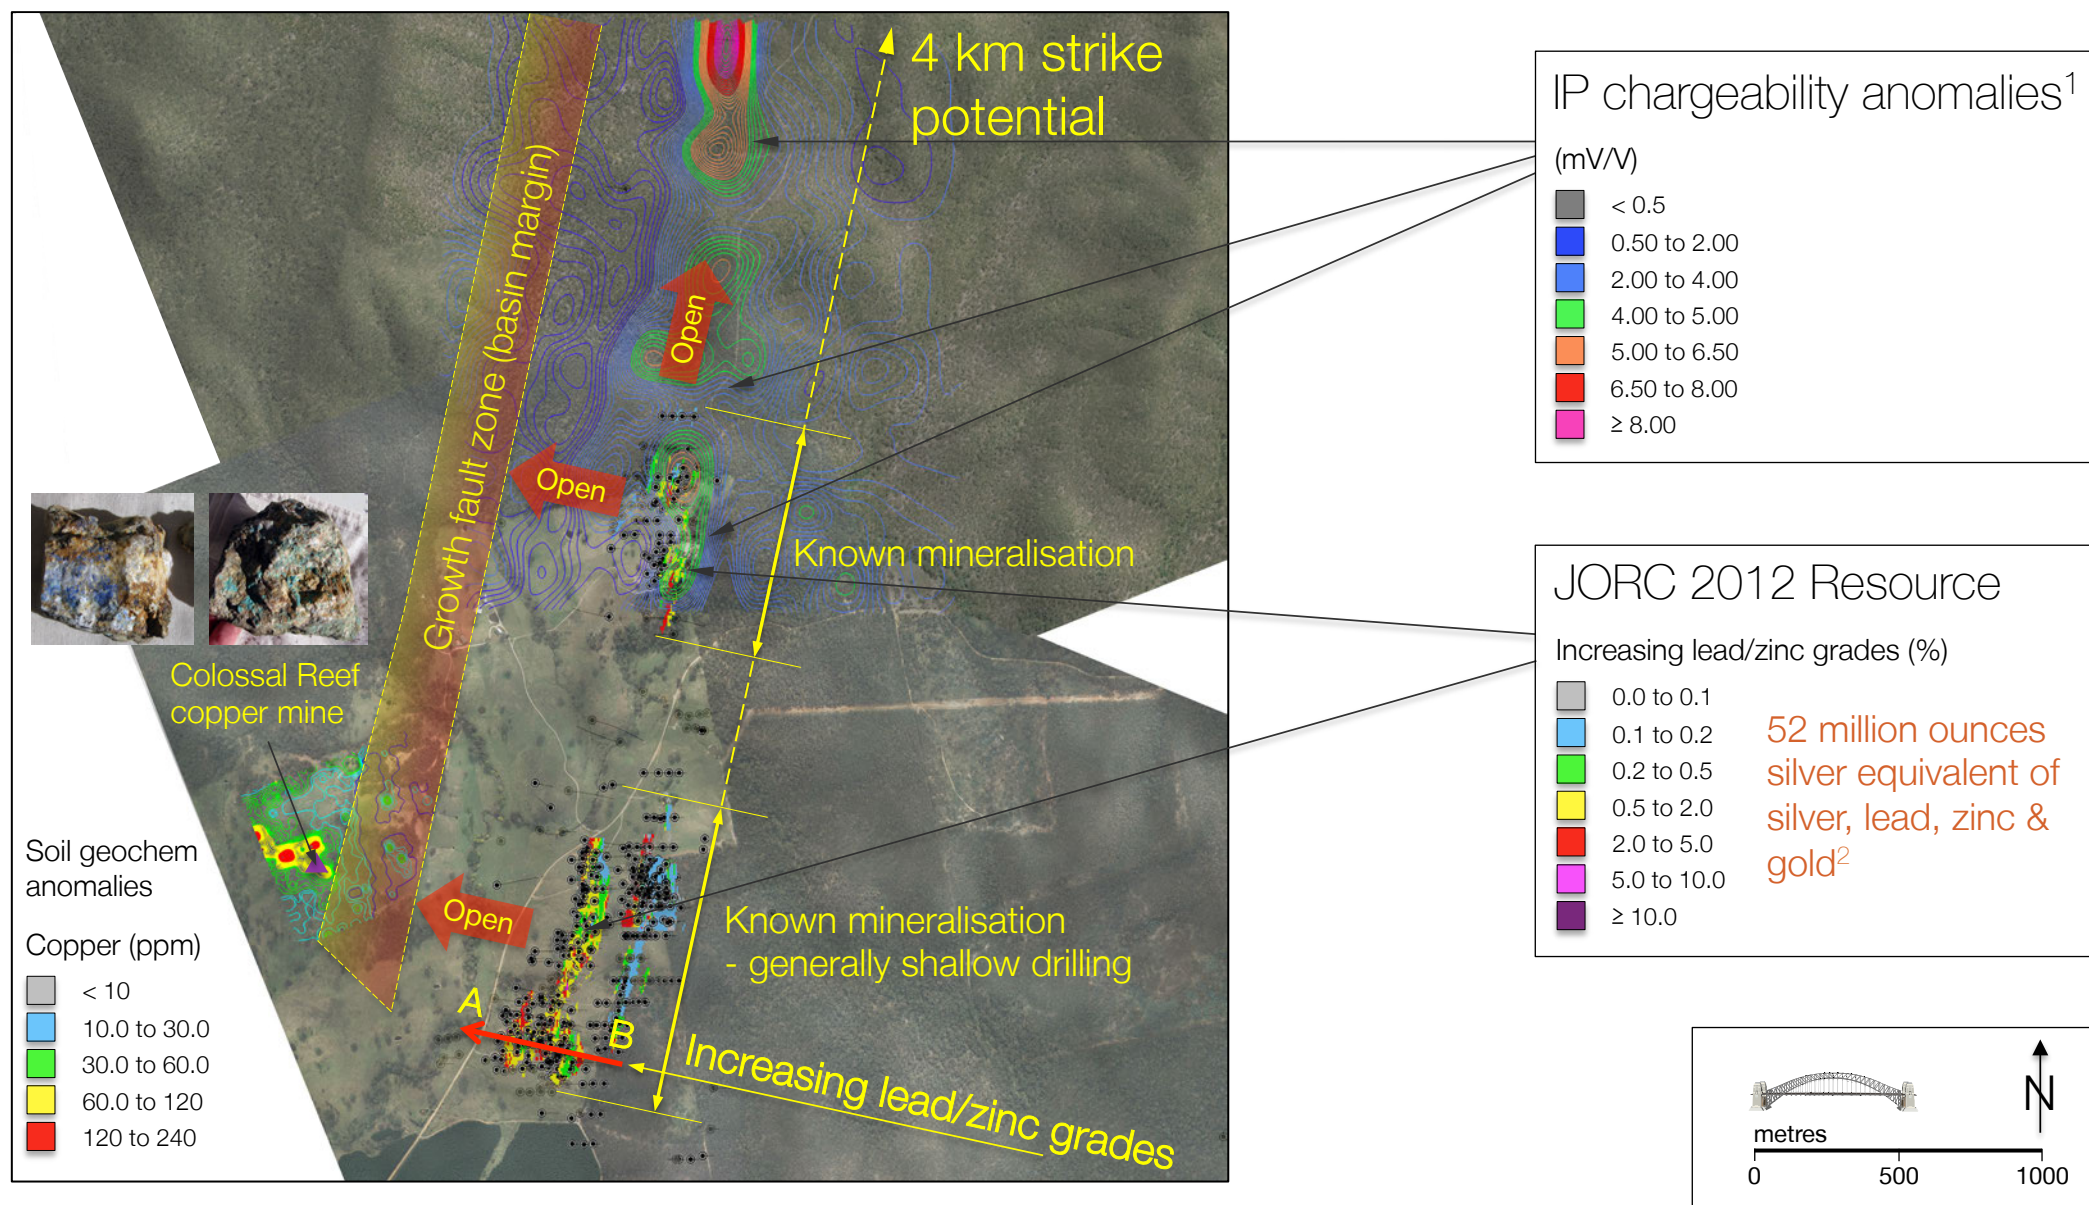 4 km strike
potential
Growth fault zone (basin margin)
Open
Open
Known mineralisation
Colossal Reef
copper mine
Open
Known mineralisation
- generally shallow drilling
A
B
Increasing lead/zinc grades
Soil geochem
anomalies
Copper (ppm)
< 10
10.0 to 30.0
30.0 to 60.0
60.0 to 120
120 to 240
IP chargeability anomalies1
(mV/V)
< 0.5
0.50 to 2.00
2.00 to 4.00
4.00 to 5.00
5.00 to 6.50
6.50 to 8.00
≥ 8.00
JORC 2012 Resource
Increasing lead/zinc grades (%)
0.0 to 0.1
0.1 to 0.2
0.2 to 0.5
0.5 to 2.0
2.0 to 5.0
5.0 to 10.0
≥ 10.0
52 million ounces
silver equivalent of
silver, lead, zinc &
gold2
N
metres
0 500 1000